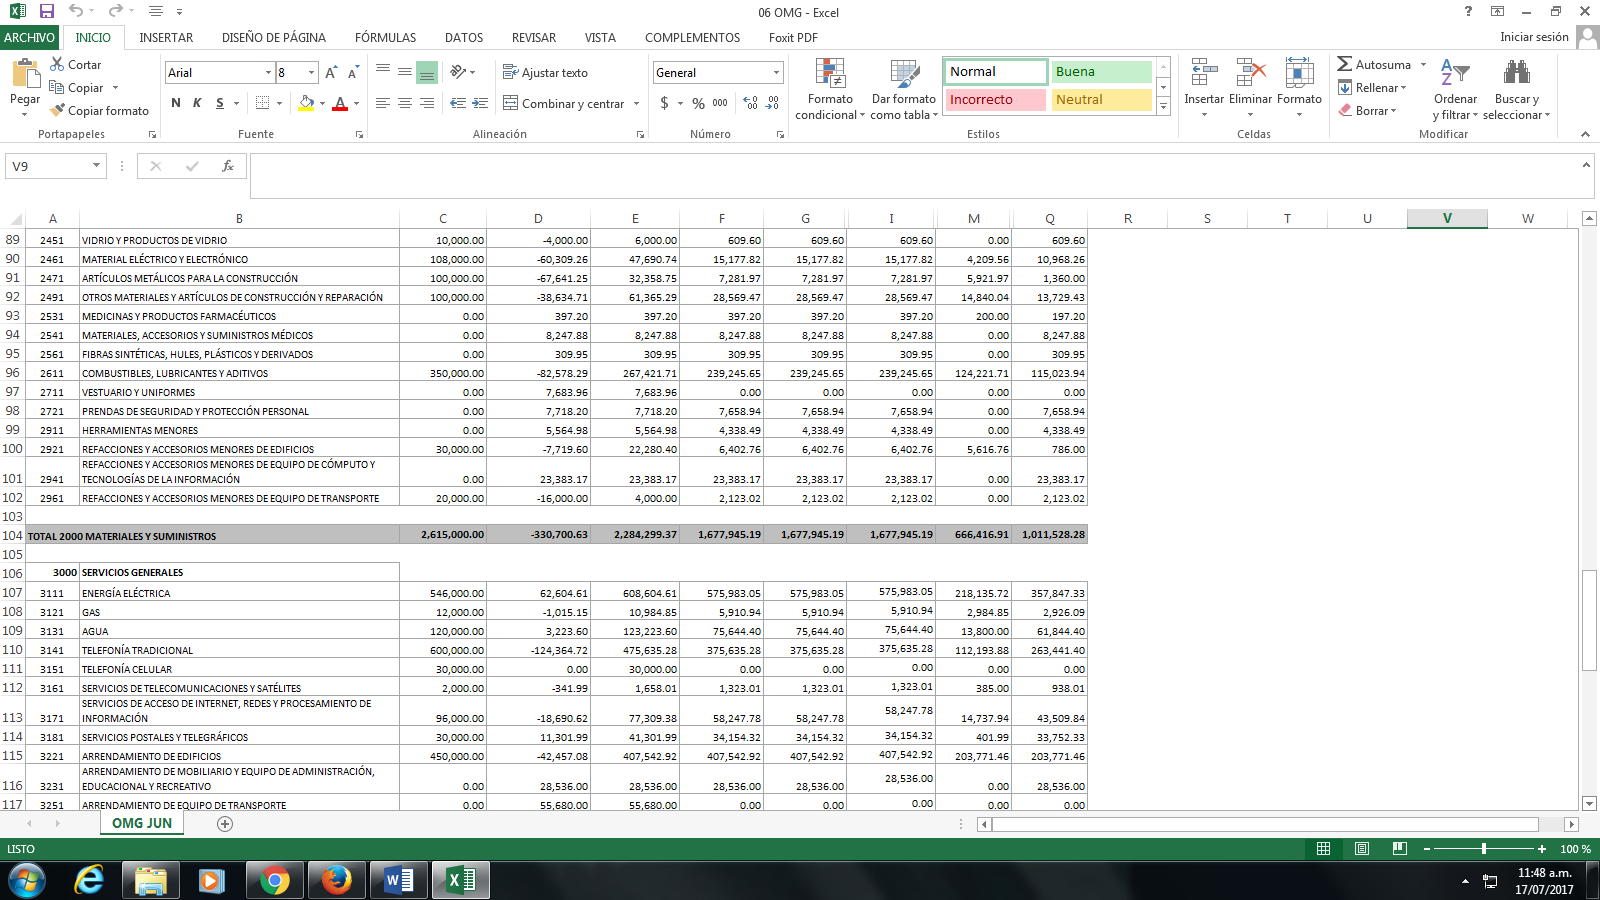 06 OMG - Excel
ARCHIVO INICIO INSERTAR DISEÑO DE PÁGINA FÓRMULAS DATOS REVISAR VISTA COMPLEMENTOS Foxit PDF Iniciar sesión
Pegar
Cortar
Copiar
Copiar formato
Portapapeles
Arial 8
N K S
Fuente
Ajustar texto
Combinar y centrar
Alineación
General
$ % 000
Número
Formato condicional
Dar formato como tabla
Normal Buena
Incorrecto Neutral
Estilos
Insertar Eliminar Formato
Celdas
Autosuma
Rellenar
Borrar
Ordenar y filtrar
Buscar y seleccionar
Modificar
V9
fx
A B C D E F G I M Q R S T U V W
89 2451 VIDRIO Y PRODUCTOS DE VIDRIO 10,000.00 -4,000.00 6,000.00 609.60 609.60 609.60 0.00 609.60
90 2461 MATERIAL ELÉCTRICO Y ELECTRÓNICO 108,000.00 -60,309.26 47,690.74 15,177.82 15,177.82 15,177.82 4,209.56 10,968.26
91 2471 ARTÍCULOS METÁLICOS PARA LA CONSTRUCCIÓN 100,000.00 -67,641.25 32,358.75 7,281.97 7,281.97 7,281.97 5,921.97 1,360.00
92 2491 OTROS MATERIALES Y ARTÍCULOS DE CONSTRUCCIÓN Y REPARACIÓN 100,000.00 -38,634.71 61,365.29 28,569.47 28,569.47 28,569.47 14,840.04 13,729.43
93 2531 MEDICINAS Y PRODUCTOS FARMACÉUTICOS 0.00 397.20 397.20 397.20 397.20 397.20 200.00 197.20
94 2541 MATERIALES, ACCESORIOS Y SUMINISTROS MÉDICOS 0.00 8,247.88 8,247.88 8,247.88 8,247.88 8,247.88 0.00 8,247.88
95 2561 FIBRAS SINTÉTICAS, HULES, PLÁSTICOS Y DERIVADOS 0.00 309.95 309.95 309.95 309.95 309.95 0.00 309.95
96 2611 COMBUSTIBLES, LUBRICANTES Y ADITIVOS 350,000.00 -82,578.29 267,421.71 239,245.65 239,245.65 239,245.65 124,221.71 115,023.94
97 2711 VESTUARIO Y UNIFORMES 0.00 7,683.96 7,683.96 0.00 0.00 0.00 0.00 0.00
98 2721 PRENDAS DE SEGURIDAD Y PROTECCIÓN PERSONAL 0.00 7,718.20 7,718.20 7,658.94 7,658.94 7,658.94 0.00 7,658.94
99 2911 HERRAMIENTAS MENORES 0.00 5,564.98 5,564.98 4,338.49 4,338.49 4,338.49 0.00 4,338.49
100 2921 REFACCIONES Y ACCESORIOS MENORES DE EDIFICIOS 30,000.00 -7,719.60 22,280.40 6,402.76 6,402.76 6,402.76 5,616.76 786.00
REFACCIONES Y ACCESORIOS MENORES DE EQUIPO DE CÓMPUTO Y
101 2941 TECNOLOGÍAS DE LA INFORMACIÓN 0.00 23,383.17 23,383.17 23,383.17 23,383.17 23,383.17 0.00 23,383.17
102 2961 REFACCIONES Y ACCESORIOS MENORES DE EQUIPO DE TRANSPORTE 20,000.00 -16,000.00 4,000.00 2,123.02 2,123.02 2,123.02 0.00 2,123.02
103
104 TOTAL 2000 MATERIALES Y SUMINISTROS 2,615,000.00 -330,700.63 2,284,299.37 1,677,945.19 1,677,945.19 1,677,945.19 666,416.91 1,011,528.28
105
106 3000 SERVICIOS GENERALES
107 3111 ENERGÍA ELÉCTRICA 546,000.00 62,604.61 608,604.61 575,983.05 575,983.05 575,983.05 218,135.72 357,847.33
108 3121 GAS 12,000.00 -1,015.15 10,984.85 5,910.94 5,910.94 5,910.94 2,984.85 2,926.09
109 3131 AGUA 120,000.00 3,223.60 123,223.60 75,644.40 75,644.40 75,644.40 13,800.00 61,844.40
110 3141 TELEFONÍA TRADICIONAL 600,000.00 -124,364.72 475,635.28 375,635.28 375,635.28 375,635.28 112,193.88 263,441.40
111 3151 TELEFONÍA CELULAR 30,000.00 0.00 30,000.00 0.00 0.00 0.00 0.00 0.00
112 3161 SERVICIOS DE TELECOMUNICACIONES Y SATÉLITES 2,000.00 -341.99 1,658.01 1,323.01 1,323.01 1,323.01 385.00 938.01
SERVICIOS DE ACCESO DE INTERNET, REDES Y PROCESAMIENTO DE
113 3171 INFORMACIÓN 96,000.00 -18,690.62 77,309.38 58,247.78 58,247.78 58,247.78 14,737.94 43,509.84
114 3181 SERVICIOS POSTALES Y TELEGRÁFICOS 30,000.00 11,301.99 41,301.99 34,154.32 34,154.32 34,154.32 401.99 33,752.33
115 3221 ARRENDAMIENTO DE EDIFICIOS 450,000.00 -42,457.08 407,542.92 407,542.92 407,542.92 407,542.92 203,771.46 203,771.46
ARRENDAMIENTO DE MOBILIARIO Y EQUIPO DE ADMINISTRACIÓN,
116 3231 EDUCACIONAL Y RECREATIVO 0.00 28,536.00 28,536.00 28,536.00 28,536.00 28,536.00 0.00 28,536.00
117 3251 ARRENDAMIENTO DE EQUIPO DE TRANSPORTE 0.00 55,680.00 55,680.00 0.00 0.00 0.00 0.00 0.00
OMG JUN
LISTO 100 %
11:48 a.m.
17/07/2017